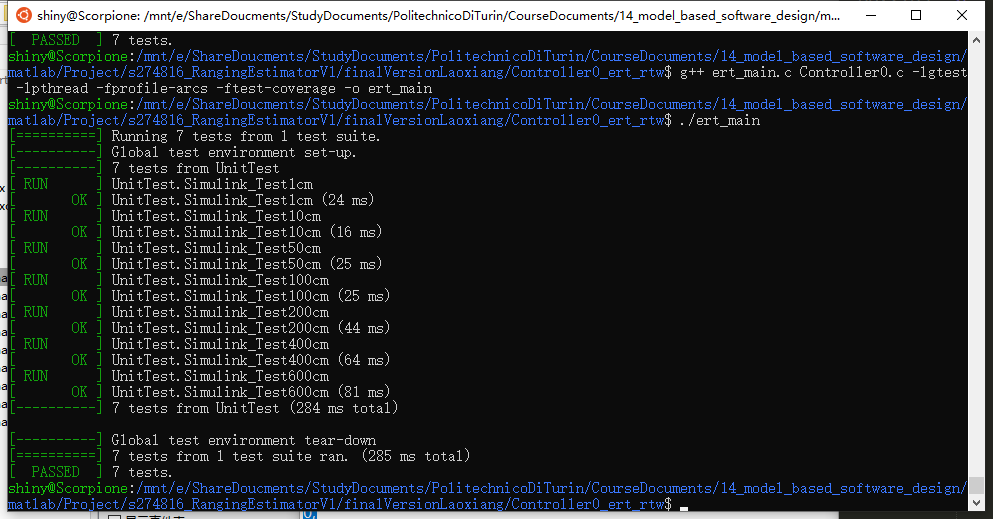 shiny@Scorpione: /mnt/e/ShareDoucments/StudyDocuments/PolitechnicoDiTurin/CourseDocuments/14_model_based_software_design/m...
[  PASSED  ] 7 tests.
shiny@Scorpione:/mnt/e/ShareDoucments/StudyDocuments/PolitechnicoDiTurin/CourseDocuments/14_model_based_software_design/
matlab/Project/s274816_RangingEstimatorV1/finalVersionLaoxiang/Controller0_ert_rtw$ g++ ert_main.c Controller0.c -lgtest
-lpthread -fprofile-arcs -ftest-coverage -o ert_main
shiny@Scorpione:/mnt/e/ShareDoucments/StudyDocuments/PolitechnicoDiTurin/CourseDocuments/14_model_based_software_design/
matlab/Project/s274816_RangingEstimatorV1/finalVersionLaoxiang/Controller0_ert_rtw$ ./ert_main
[==========] Running 7 tests from 1 test suite.
[----------] Global test environment set-up.
[----------] 7 tests from UnitTest
[ RUN      ] UnitTest.Simulink_Test1cm
[       OK ] UnitTest.Simulink_Test1cm (24 ms)
[ RUN      ] UnitTest.Simulink_Test10cm
[       OK ] UnitTest.Simulink_Test10cm (16 ms)
[ RUN      ] UnitTest.Simulink_Test50cm
[       OK ] UnitTest.Simulink_Test50cm (25 ms)
[ RUN      ] UnitTest.Simulink_Test100cm
[       OK ] UnitTest.Simulink_Test100cm (25 ms)
[ RUN      ] UnitTest.Simulink_Test200cm
[       OK ] UnitTest.Simulink_Test200cm (44 ms)
[ RUN      ] UnitTest.Simulink_Test400cm
[       OK ] UnitTest.Simulink_Test400cm (64 ms)
[ RUN      ] UnitTest.Simulink_Test600cm
[       OK ] UnitTest.Simulink_Test600cm (81 ms)
[----------] 7 tests from UnitTest (284 ms total)
[----------] Global test environment tear-down
[==========] 7 tests from 1 test suite ran. (285 ms total)
[  PASSED  ] 7 tests.
shiny@Scorpione:/mnt/e/ShareDoucments/StudyDocuments/PolitechnicoDiTurin/CourseDocuments/14_model_based_software_design/
matlab/Project/s274816_RangingEstimatorV1/finalVersionLaoxiang/Controller0_ert_rtw$